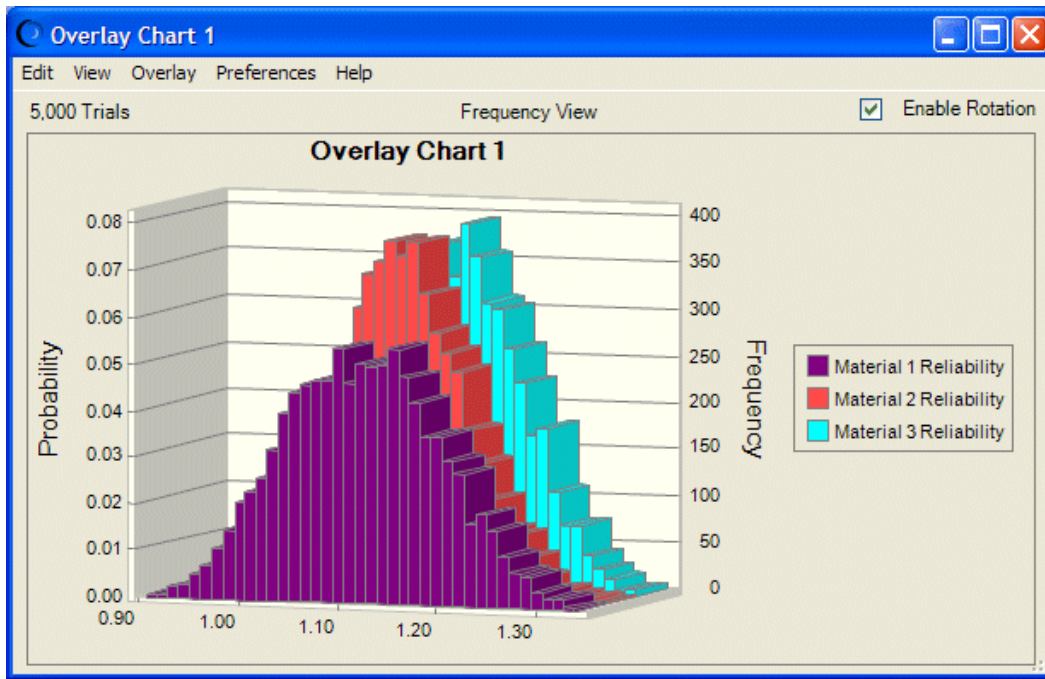 Overlay Chart 1
Edit View Overlay Preferences Help
5,000 Trials Frequency View Enable Rotation
Overlay Chart 1
Probability
0.08
0.07
0.06
0.05
0.04
0.03
0.02
0.01
0.00
0.90 1.00 1.10 1.20 1.30
400
350
300
250
200
150
100
50
0
Frequency
Material 1 Reliability
Material 2 Reliability
Material 3 Reliability